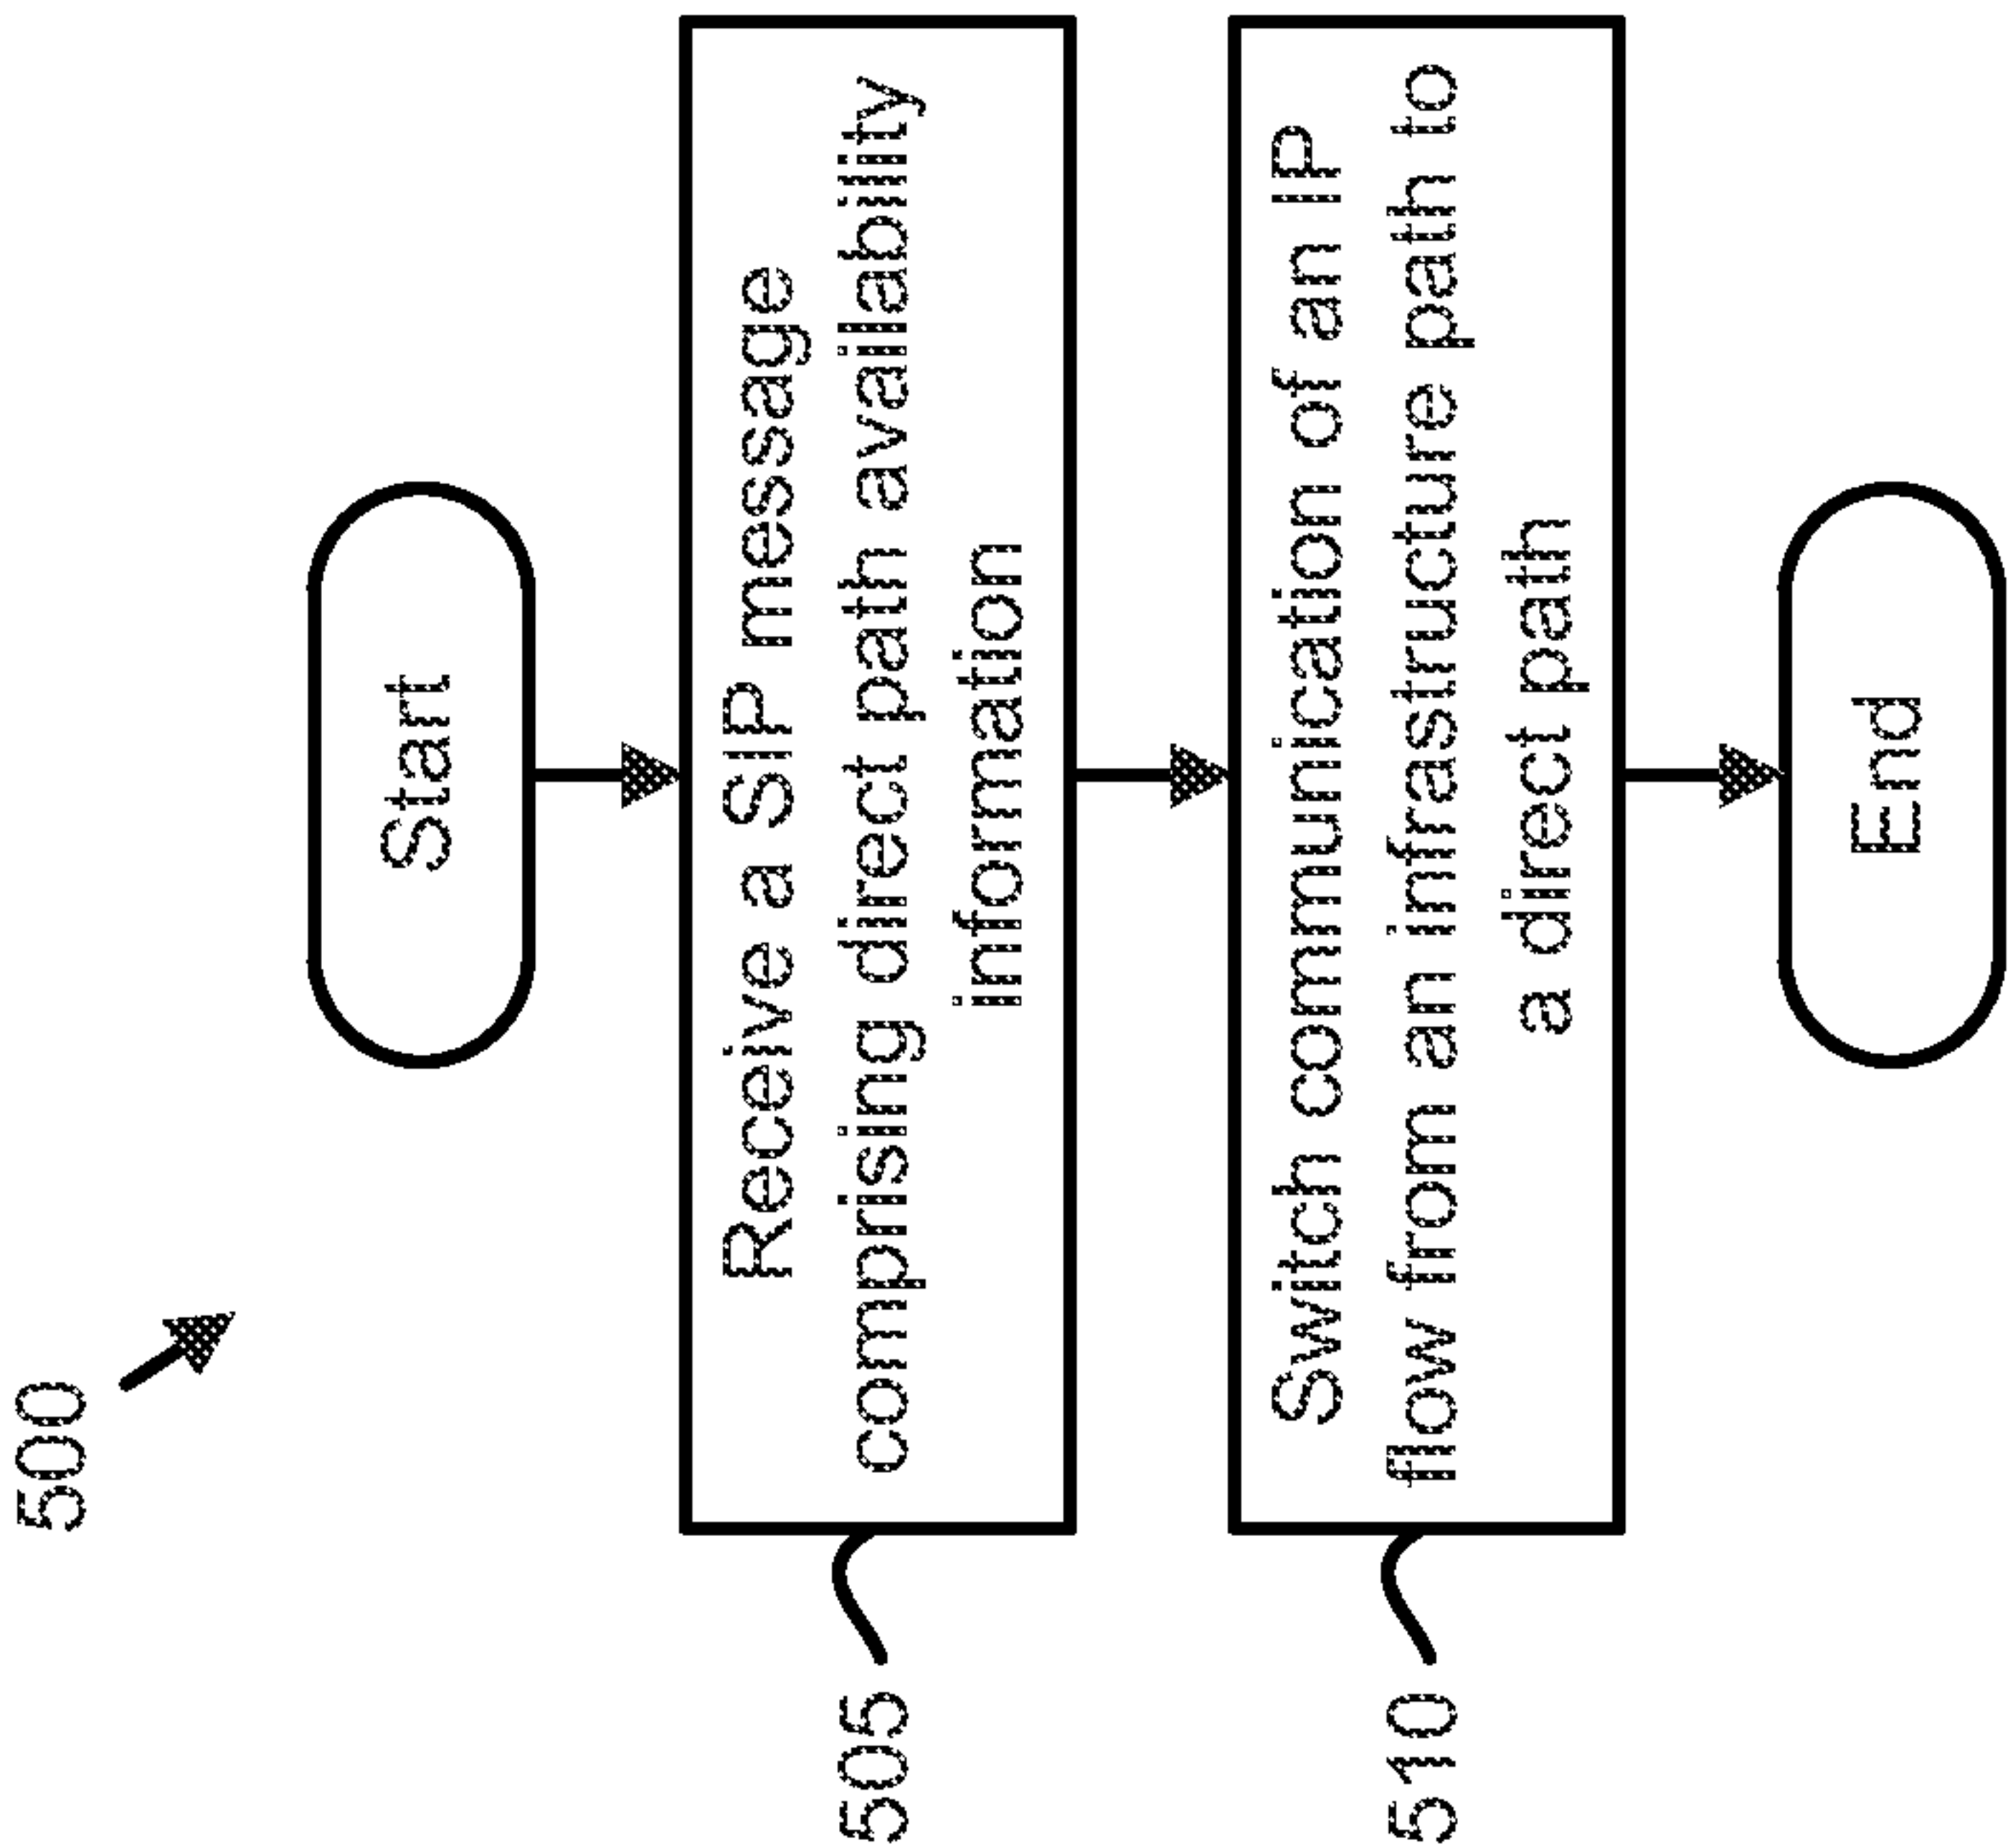 500
Start
Receive a SIP message
comprising direct path availability
information
505
Switch communication of an IP
flow from an infrastructure path to
a direct path
510
End